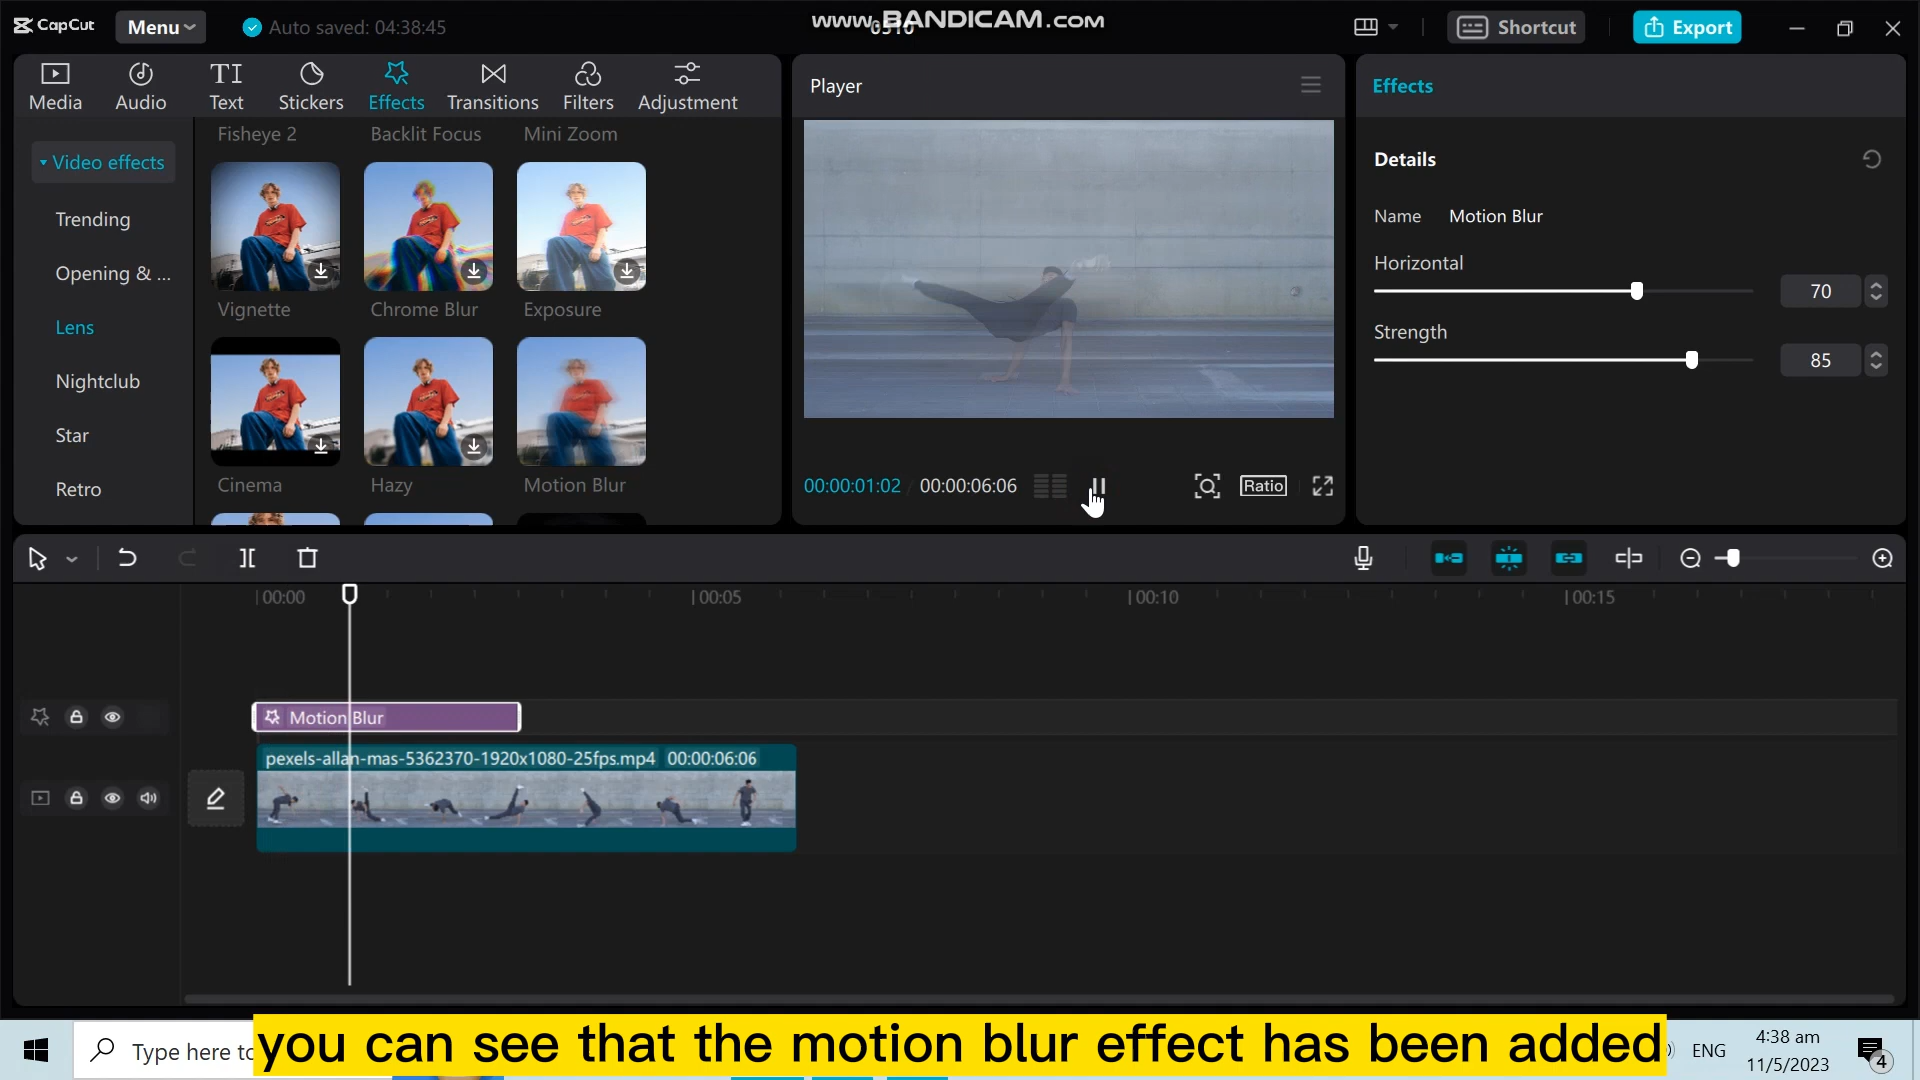 CapCut
Menu
Auto saved: 04:38:45
www.BANDICAM.com
0510
Shortcut
Export
Media
Audio
Text
Stickers
Effects
Transitions
Filters
Adjustment
Player
Effects
Fisheye 2
Backlit Focus
Mini Zoom
Video effects
Trending
Opening & ...
Lens
Nightclub
Star
Retro
Vignette
Chrome Blur
Exposure
Cinema
Hazy
Motion Blur
Details
Name Motion Blur
Horizontal
70
Strength
85
00:00:01:02 00:00:06:06
Ratio
00:00
00:05
00:10
00:15
Motion Blur
pexels-allan-mas-5362370-1920x1080-25fps.mp4 00:00:06:06
Type here to
you can see that the motion blur effect has been added
ENG
4:38 am
11/5/2023
4